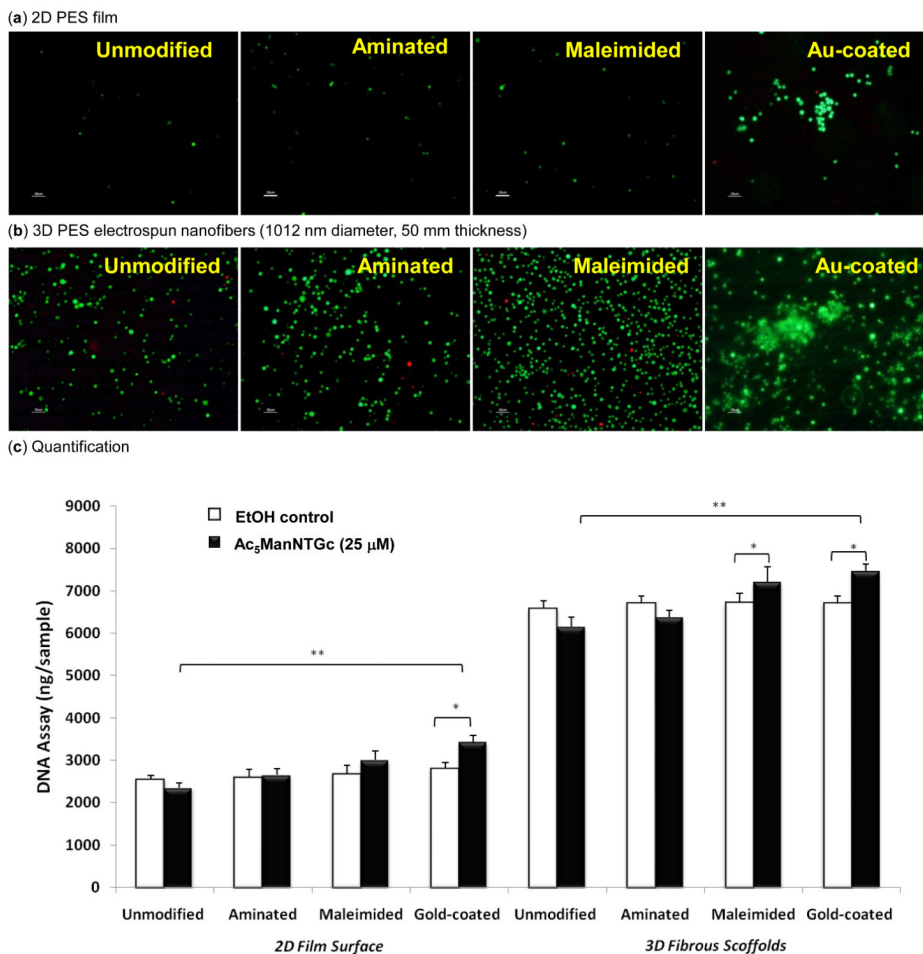 (a) 2D PES film
Unmodified
Aminated
Maleimided
Au-coated
(b) 3D PES electrospun nanofibers (1012 nm diameter, 50 mm thickness)
Unmodified
Aminated
Maleimided
Au-coated
(c) Quantification
9000
8000
7000
6000
5000
4000
3000
2000
1000
0
DNA Assay (ng/sample)
EtOH control
Ac₅ManNTGc (25 μM)
**
*
**
*
*
Unmodified Aminated Maleimided Gold-coated Unmodified Aminated Maleimided Gold-coated
2D Film Surface 3D Fibrous Scoffolds